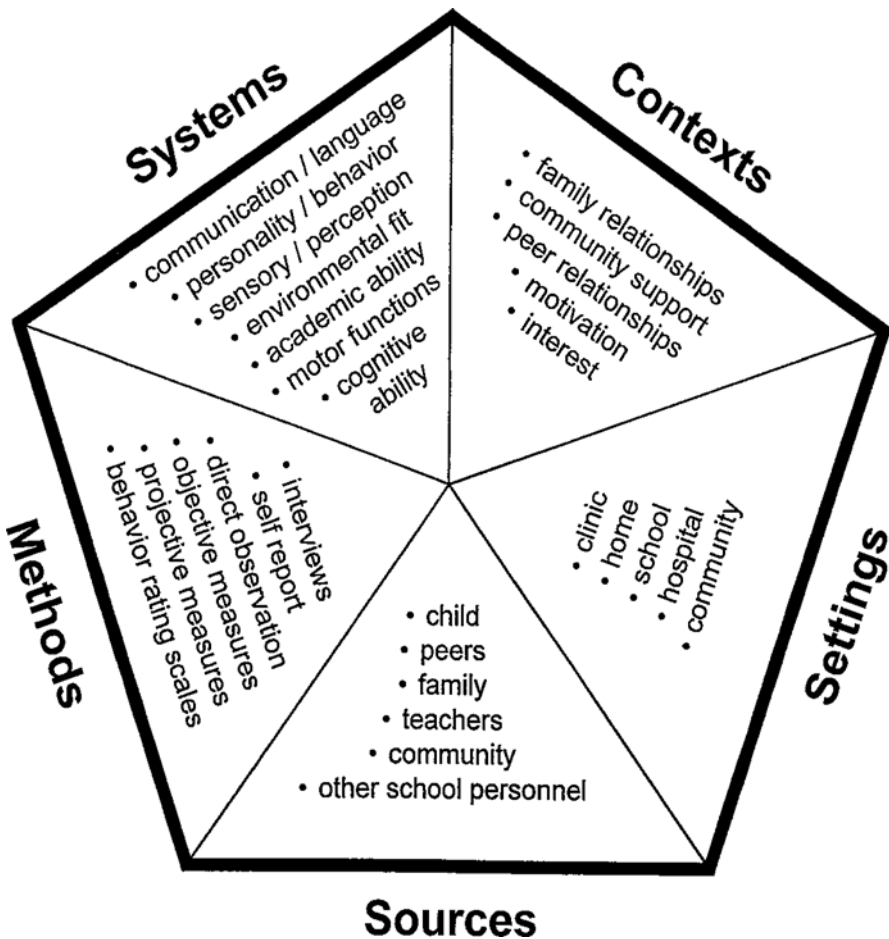 Systems
• communication / language
• personality / behavior
• sensory / perception
• environmental fit
• academic ability
• motor functions
• cognitive
ability
Contexts
• family relationships
• community support
• peer relationships
• motivation
• interest
Methods
• interviews
• self report
• direct observation
• objective measures
• projective measures
• behavior rating scales
Settings
• clinic
• home
• school
• hospital
• community
Sources
• child
• peers
• family
• teachers
• community
• other school personnel